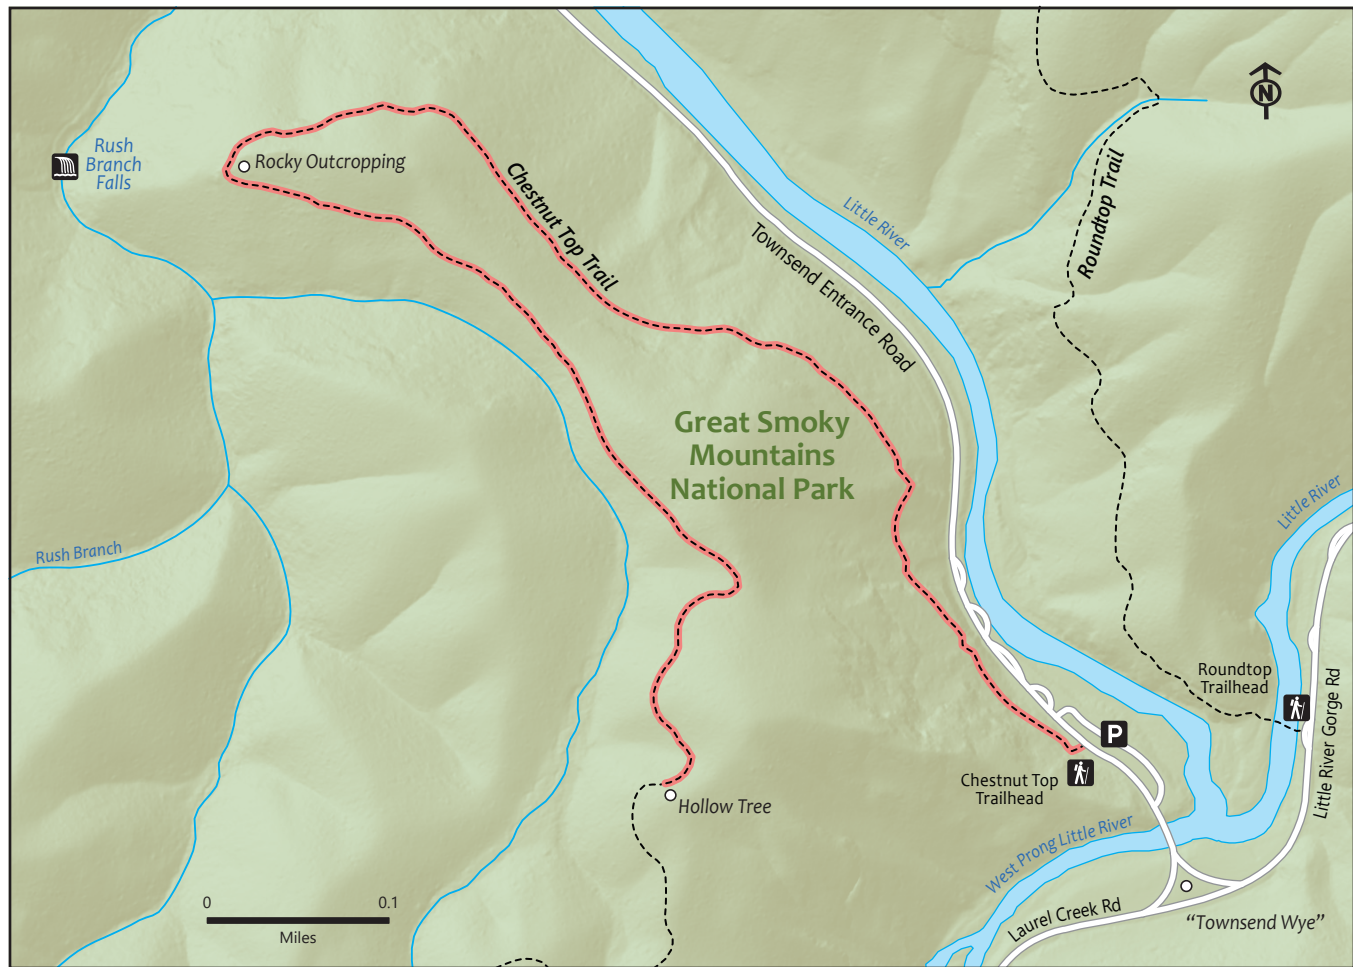 N
Rush
Branch
Falls
Rocky Outcropping
Chestnut Top Trail
Little River
Townsend Entrance Road
Roundtop Trail
Great Smoky
Mountains
National Park
Little River
Rush Branch
Roundtop
Trailhead
P
Chestnut Top
Trailhead
Little River Gorge Rd
Hollow Tree
West Prong Little River
Laurel Creek Rd
“Townsend Wye”
0 0.1
Miles